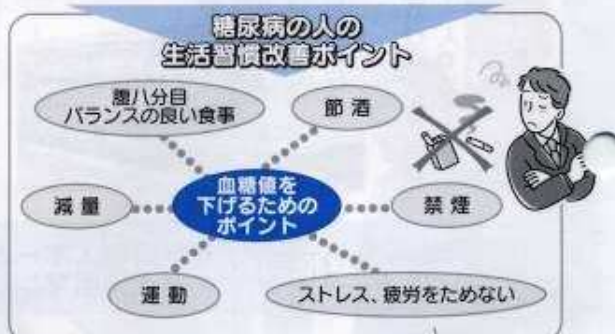 糖尿病の人の
生活習慣改善ポイント
腹八分目
バランスの良い食事
節酒
減量
血糖値を
下げるための
ポイント
禁煙
運動
ストレス、疲労をためない